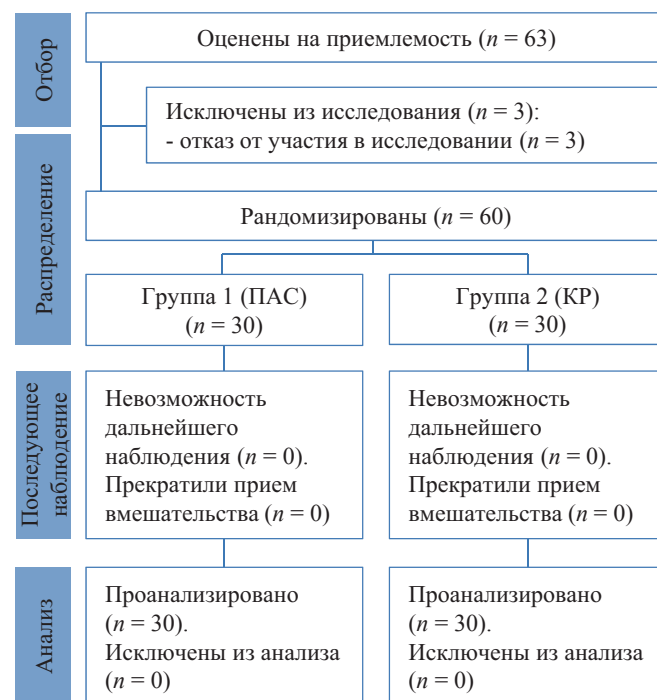 Отбор
Оценены на приемлемость (n = 63)
Исключены из исследования (n = 3):
- отказ от участия в исследовании (n = 3)
Распределение
Рандомизированы (n = 60)
Группа 1 (ПАС)
(n = 30)
Группа 2 (КР)
(n = 30)
Последующее
наблюдение
Невозможность
дальнейшего
наблюдения (n = 0).
Прекратили прием
вмешательства (n = 0)
Невозможность
дальнейшего
наблюдения (n = 0).
Прекратили прием
вмешательства (n = 0)
Анализ
Проанализировано
(n = 30).
Исключены из анализа
(n = 0)
Проанализировано
(n = 30).
Исключены из анализа
(n = 0)